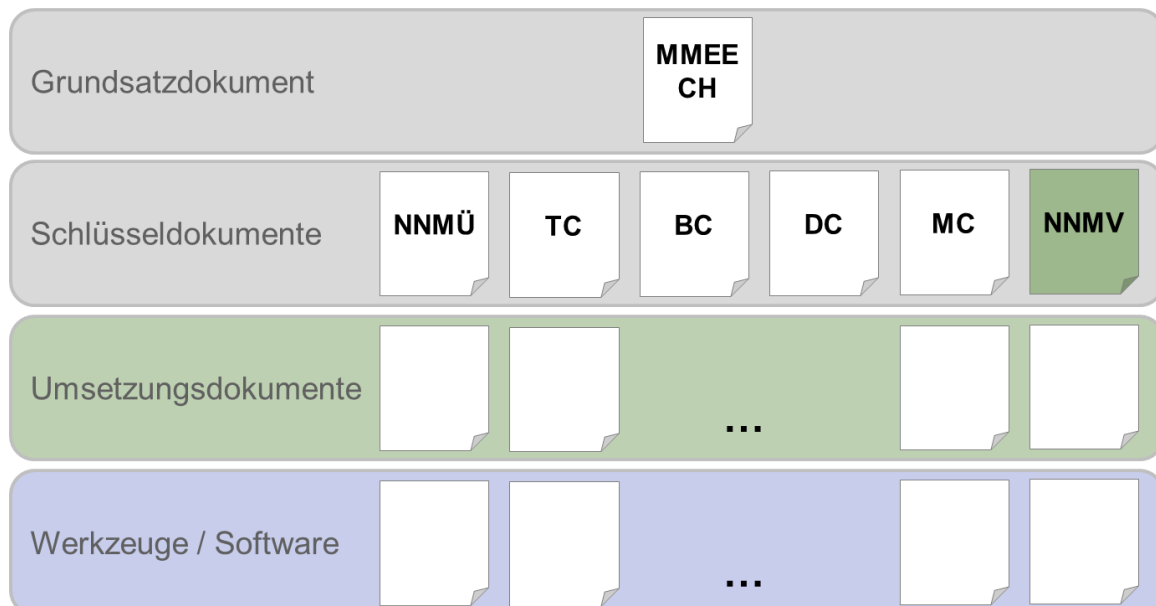 Grundsatzdokument
MMEE
CH
Schlüsseldokumente
NNMÜ
TC
BC
DC
MC
NNMV
Umsetzungsdokumente
...
Werkzeuge / Software
...